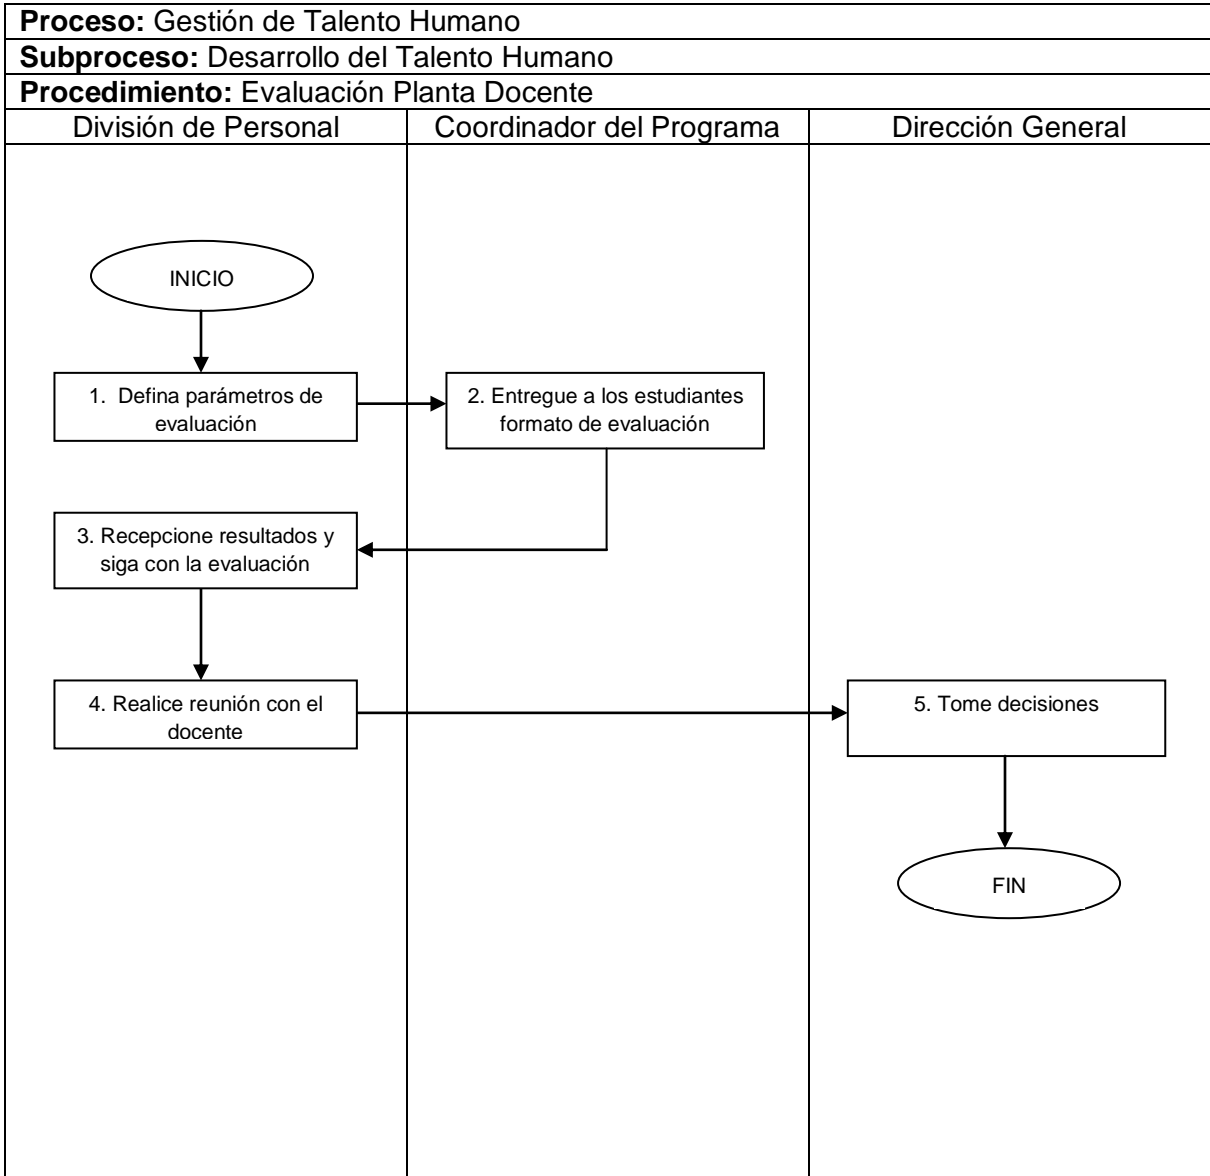 Proceso: Gestión de Talento Humano
Subproceso: Desarrollo del Talento Humano
Procedimiento: Evaluación Planta Docente
División de Personal
Coordinador del Programa
Dirección General
INICIO
1. Defina parámetros de
evaluación
2. Entregue a los estudiantes
formato de evaluación
3. Recepcione resultados y
siga con la evaluación
4. Realice reunión con el
docente
5. Tome decisiones
FIN